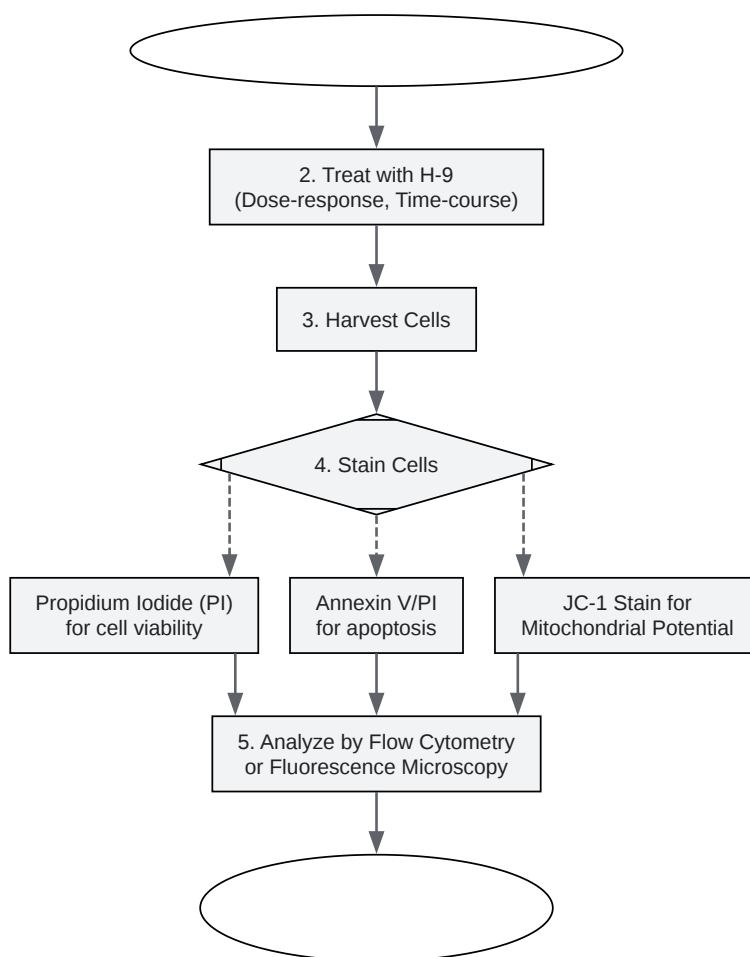 2. Treat with H-9
(Dose-response, Time-course)
3. Harvest Cells
4. Stain Cells
Propidium Iodide (PI)
for cell viability
Annexin V/PI
for apoptosis
JC-1 Stain for
Mitochondrial Potential
5. Analyze by Flow Cytometry
or Fluorescence Microscopy